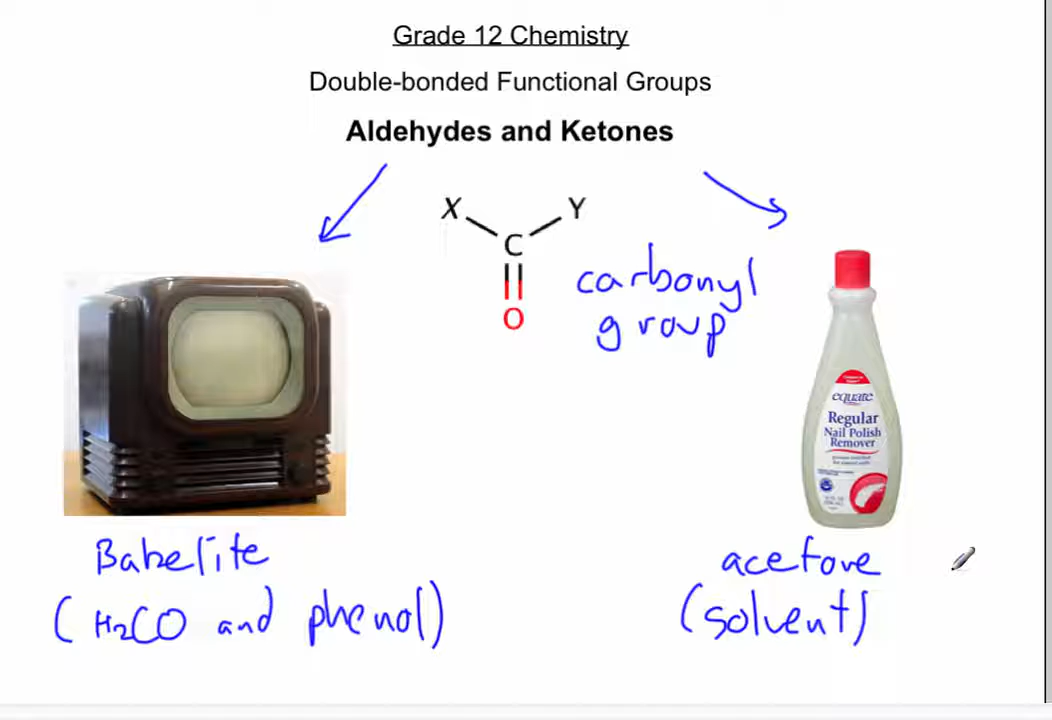 Grade 12 Chemistry
Double-bonded Functional Groups
Aldehydes and Ketones
X Y
C
O
carbonyl
group
equate
Regular
Nail Polish
Remover
Bakelite
(H₂CO and phenol)
acetone
(solvent)